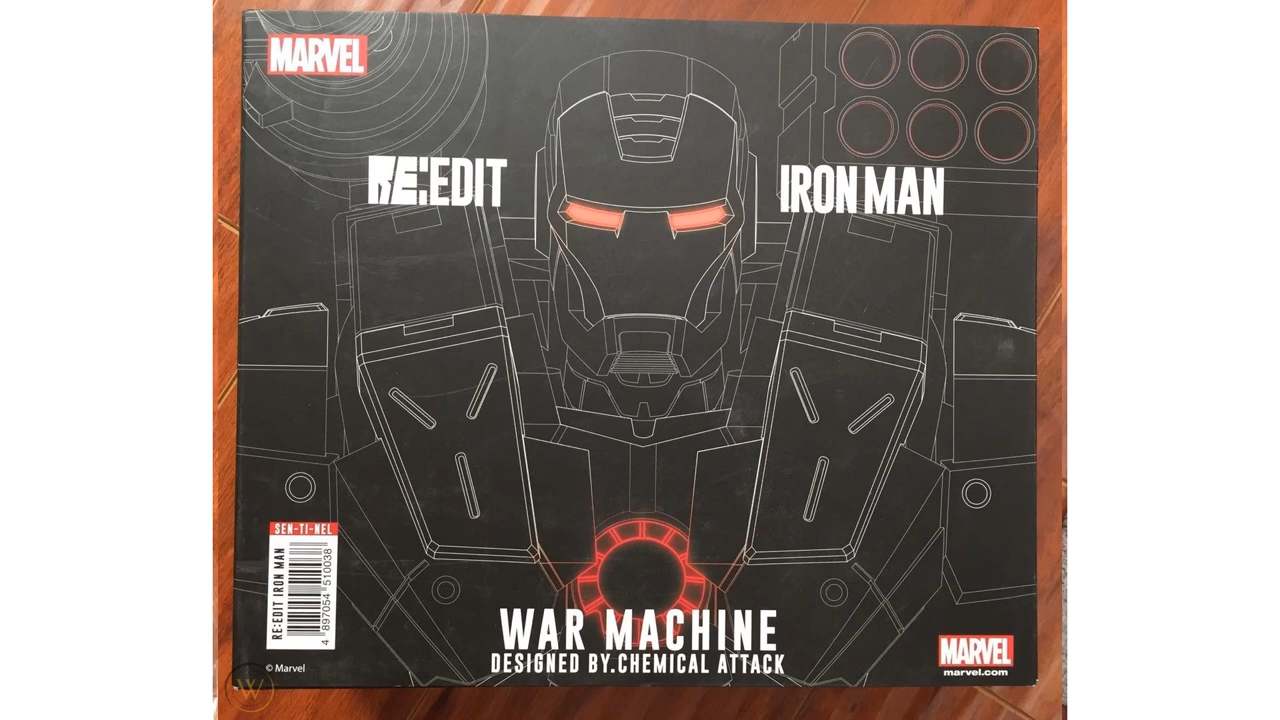 MARVEL
RE:EDIT
IRON MAN
SEN-TI-NEL
RE:EDIT IRON MAN
4 897054 510038
WAR MACHINE
DESIGNED BY.CHEMICAL ATTACK
© Marvel
MARVEL
marvel.com
W